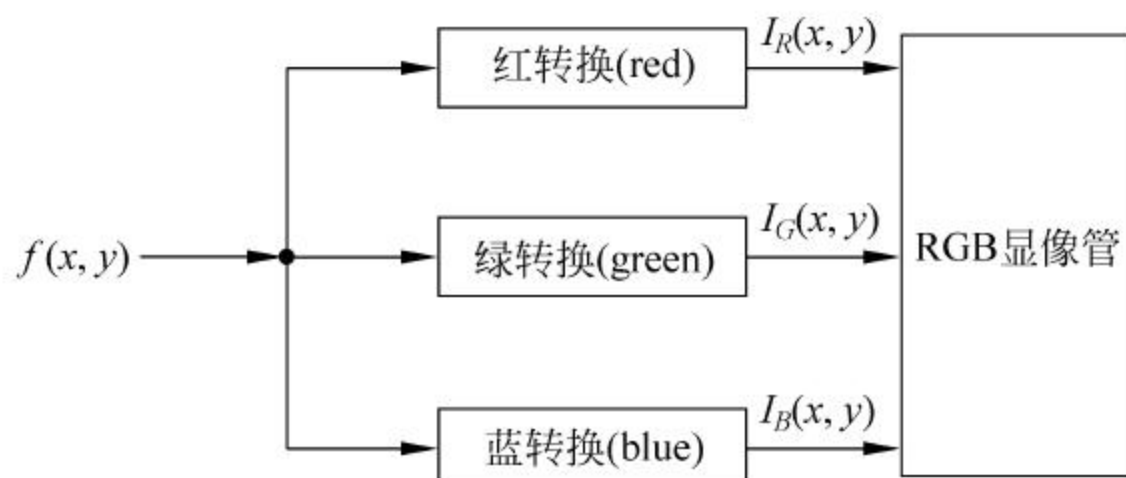 红转换(red)
I_R(x, y)
f(x, y)
绿转换(green)
I_G(x, y)
RGB显像管
蓝转换(blue)
I_B(x, y)